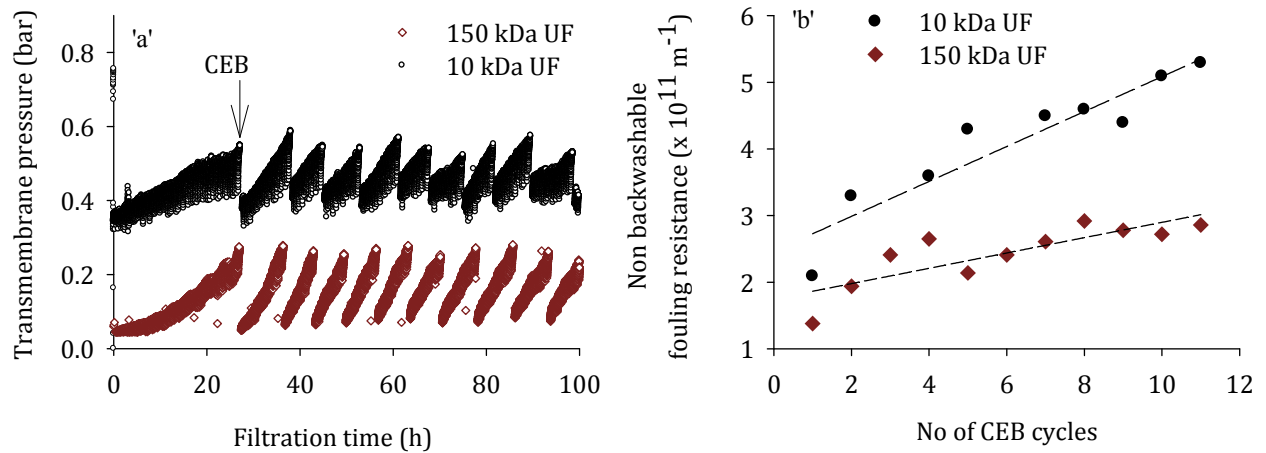 'a'
150 kDa UF
10 kDa UF
CEB
Transmembrane pressure (bar)
0.8
0.6
0.4
0.2
0.0
0 20 40 60 80 100
Filtration time (h)
'b'
10 kDa UF
150 kDa UF
Non backwashable
fouling resistance (x 10^11 m^-1)
7
6
5
4
3
2
1
0 2 4 6 8 10 12
No of CEB cycles